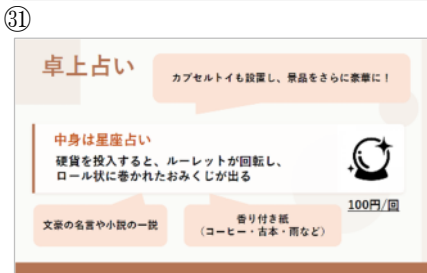 ㉛
卓上占い
カプセルトイも設置し、景品をさらに豪華に！
中身は星座占い
硬貨を投入すると、ルーレットが回転し、
ロール状に巻かれたおみくじが出る
100円/回
文豪の名言や小説の一説
香り付き紙
（コーヒー・古本・雨など）